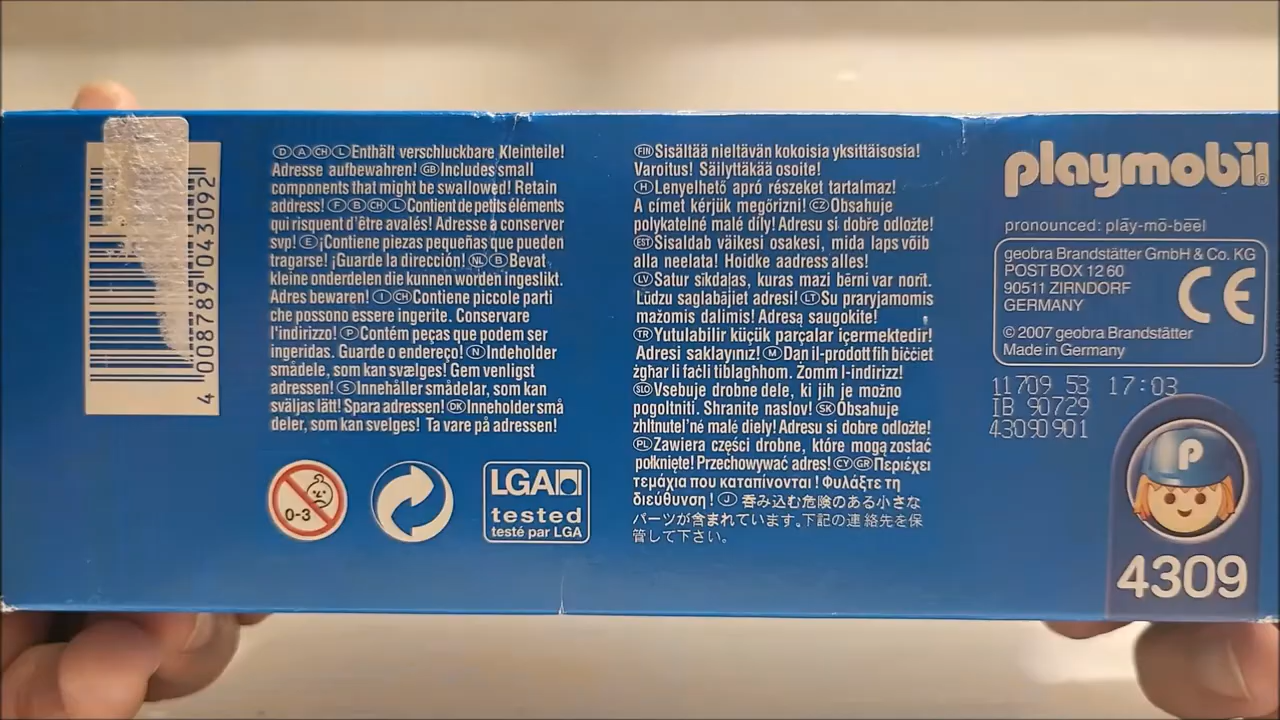 4 008789 043092
D A CH L Enthält verschluckbare Kleinteile!
Adresse aufbewahren! GB Includes small
components that might be swallowed! Retain
address! F B CH L Contient de petits éléments
qui risquent d'être avalés! Adresse à conserver
svp! E ¡Contiene piezas pequeñas que pueden
tragarse! ¡Guarde la dirección! NL B Bevat
kleine onderdelen die kunnen worden ingeslikt.
Adres bewaren! I CH Contiene piccole parti
che possono essere ingerite. Conservare
l'indirizzo! P Contém peças que podem ser
ingeridas. Guarde o endereço! N Indeholder
smådele, som kan svælges! Gem venligst
adressen! S Innehåller smådelar, som kan
sväljas lätt! Spara adressen! DK Inneholder små
deler, som kan svelges! Ta vare på adressen!
0-3
LGA
tested
testé par LGA
FIN Sisältää nieltävän kokoisia yksittäisosia!
Varoitus! Säilyttäkää osoite!
H Lenyelhető apró részeket tartalmaz!
A címet kérjük megőrizni! CZ Obsahuje
polykatelné malé díly! Adresu si dobře odložte!
EST Sisaldab väikesi osakesi, mida laps võib
alla neelata! Hoidke aadress alles!
LV Satur sīkdaļas, kuras mazi bērni var norīt.
Lūdzu saglabājiet adresi! LT Su praryjamomis
mažomis dalimis! Adresą saugokite!
TR Yutulabilir küçük parçalar içermektedir!
Adresi saklayınız! M Dan il-prodott fih biċċiet
żgħar li faċli tiblagħhom. Żomm l-indirizz!
SLO Vsebuje drobne dele, ki jih je možno
pogoltniti. Shranite naslov! SK Obsahuje
zhltnuteľné malé diely! Adresu si dobre odložte!
PL Zawiera części drobne, które mogą zostać
połknięte! Przechowywać adres! CY GR Περιέχει
τεμάχια που καταπίνονται ! Φυλάξτε τη
διεύθυνση ! J 呑み込む危険のある小さな
パーツが含まれています。下記の連絡先を保
管して下さい。
playmobil®
pronounced: plāy-mō-bēēl
geobra Brandstätter GmbH & Co. KG
POST BOX 12 60
90511 ZIRNDORF
GERMANY
CE
© 2007 geobra Brandstätter
Made in Germany
11709 53 17:03
IB 90729
43090901
P
4309